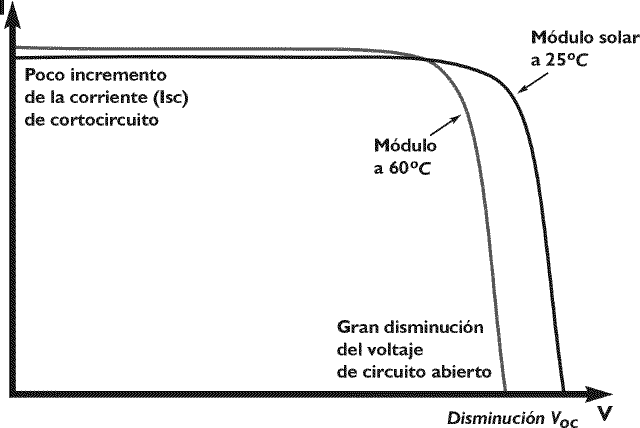 I
Módulo solar
a 25ºC
Poco incremento
de la corriente (Isc)
de cortocircuito
Módulo
a 60ºC
Gran disminución
del voltaje
de circuito abierto
V
Disminución Voc